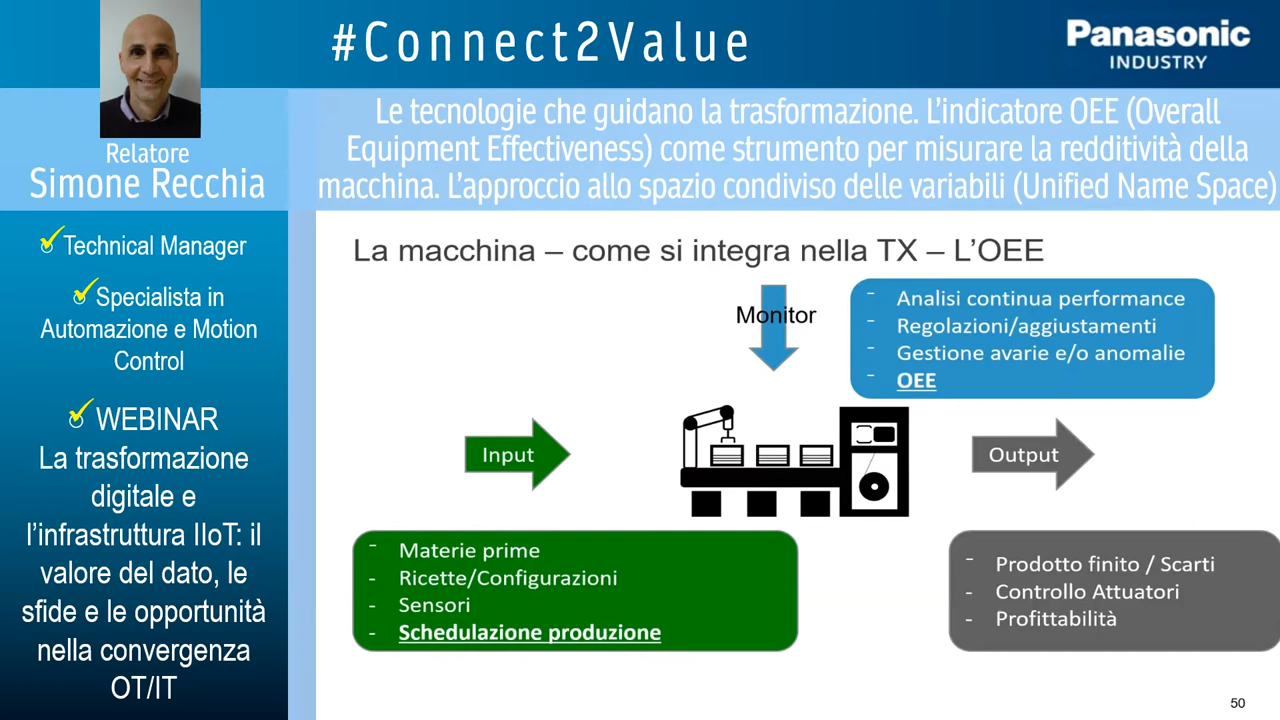 #Connect2Value
Panasonic
INDUSTRY
Le tecnologie che guidano la trasformazione. L'indicatore OEE (Overall
Equipment Effectiveness) come strumento per misurare la redditività della
macchina. L'approccio allo spazio condiviso delle variabili (Unified Name Space)
Relatore
Simone Recchia
Technical Manager
Specialista in
Automazione e Motion
Control
WEBINAR
La trasformazione
digitale e
l'infrastruttura IIoT: il
valore del dato, le
sfide e le opportunità
nella convergenza
OT/IT
La macchina – come si integra nella TX – L'OEE
Monitor
- Analisi continua performance
- Regolazioni/aggiustamenti
- Gestione avarie e/o anomalie
- OEE
Input
Output
- Materie prime
- Ricette/Configurazioni
- Sensori
- Schedulazione produzione
- Prodotto finito / Scarti
- Controllo Attuatori
- Profittabilità
50